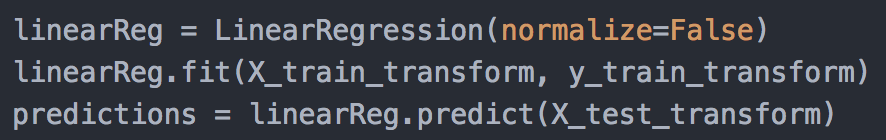 linearReg = LinearRegression(normalize=False)
linearReg.fit(X_train_transform, y_train_transform)
predictions = linearReg.predict(X_test_transform)